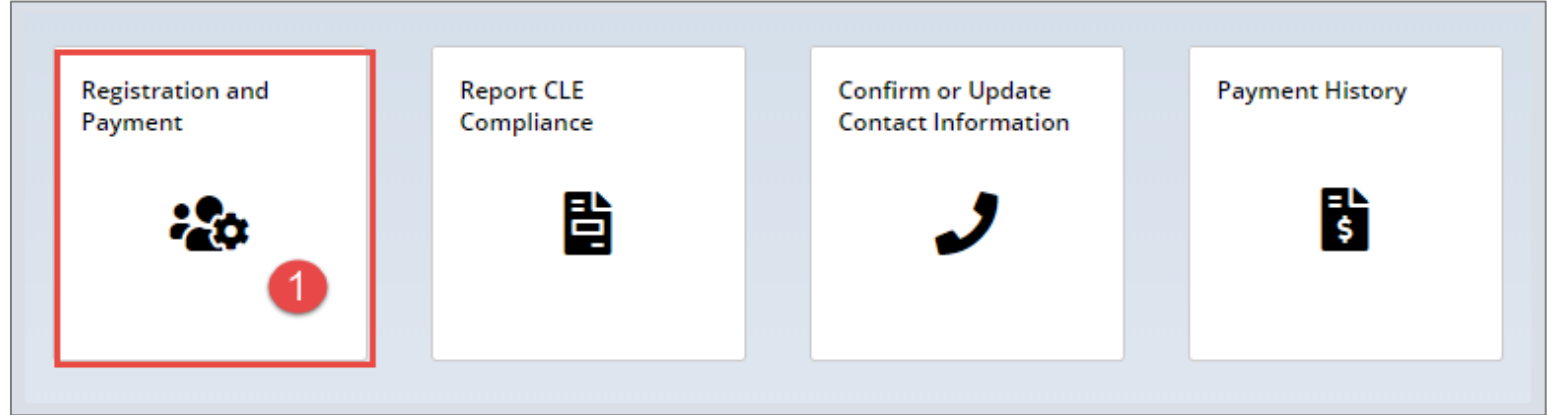 Registration and
Payment
1
Report CLE
Compliance
Confirm or Update
Contact Information
Payment History
$